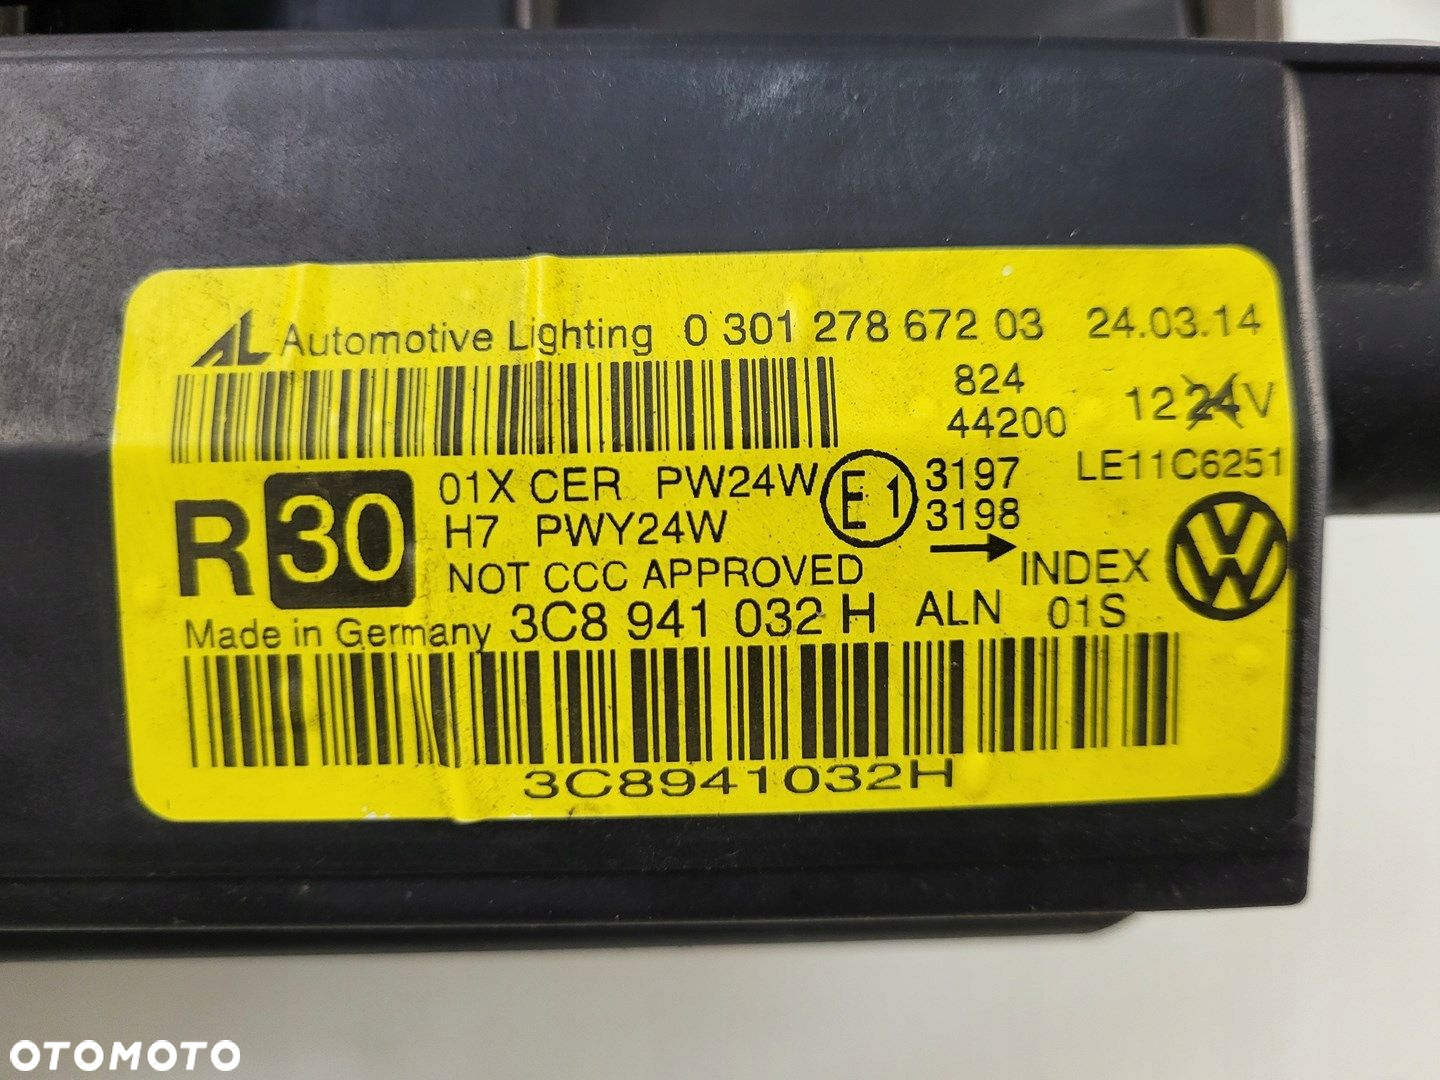 AL Automotive Lighting 0 301 278 672 03 24.03.14
824
44200 12 24V
R 30 01X CER PW24W E1 3197 LE11C6251
H7 PWY24W 3198
NOT CCC APPROVED INDEX
Made in Germany 3C8 941 032 H ALN 01S
3C8941032H
OTOMOTO